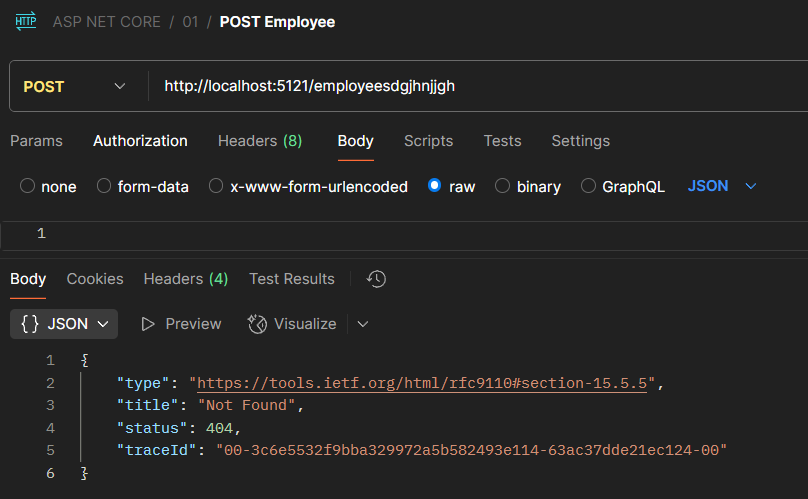 HTTP ASP NET CORE / 01 / POST Employee
POST http://localhost:5121/employeesdgjhnjjgh
Params Authorization Headers (8) Body Scripts Tests Settings
none form-data x-www-form-urlencoded raw binary GraphQL JSON
1
Body Cookies Headers (4) Test Results
{} JSON Preview Visualize
1 {
2 "type": "https://tools.ietf.org/html/rfc9110#section-15.5.5",
3 "title": "Not Found",
4 "status": 404,
5 "traceId": "00-3c6e5532f9bba329972a5b582493e114-63ac37dde21ec124-00"
6 }